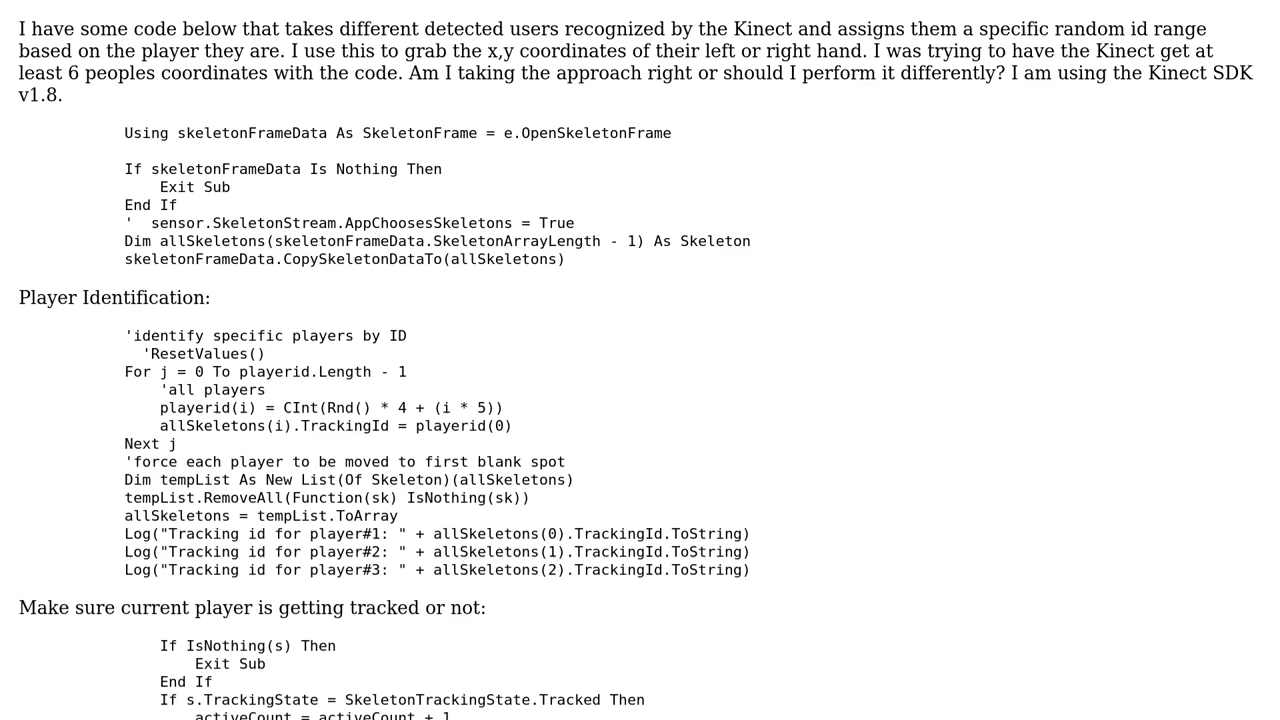 I have some code below that takes different detected users recognized by the Kinect and assigns them a specific random id range
based on the player they are. I use this to grab the x,y coordinates of their left or right hand. I was trying to have the Kinect get at
least 6 peoples coordinates with the code. Am I taking the approach right or should I perform it differently? I am using the Kinect SDK
v1.8.
Using skeletonFrameData As SkeletonFrame = e.OpenSkeletonFrame
If skeletonFrameData Is Nothing Then
Exit Sub
End If
'  sensor.SkeletonStream.AppChoosesSkeletons = True
Dim allSkeletons(skeletonFrameData.SkeletonArrayLength - 1) As Skeleton
skeletonFrameData.CopySkeletonDataTo(allSkeletons)
Player Identification:
'identify specific players by ID
'ResetValues()
For j = 0 To playerid.Length - 1
'all players
playerid(i) = CInt(Rnd() * 4 + (i * 5))
allSkeletons(i).TrackingId = playerid(0)
Next j
'force each player to be moved to first blank spot
Dim tempList As New List(Of Skeleton)(allSkeletons)
tempList.RemoveAll(Function(sk) IsNothing(sk))
allSkeletons = tempList.ToArray
Log("Tracking id for player#1: " + allSkeletons(0).TrackingId.ToString)
Log("Tracking id for player#2: " + allSkeletons(1).TrackingId.ToString)
Log("Tracking id for player#3: " + allSkeletons(2).TrackingId.ToString)
Make sure current player is getting tracked or not:
If IsNothing(s) Then
Exit Sub
End If
If s.TrackingState = SkeletonTrackingState.Tracked Then
activeCount = activeCount + 1